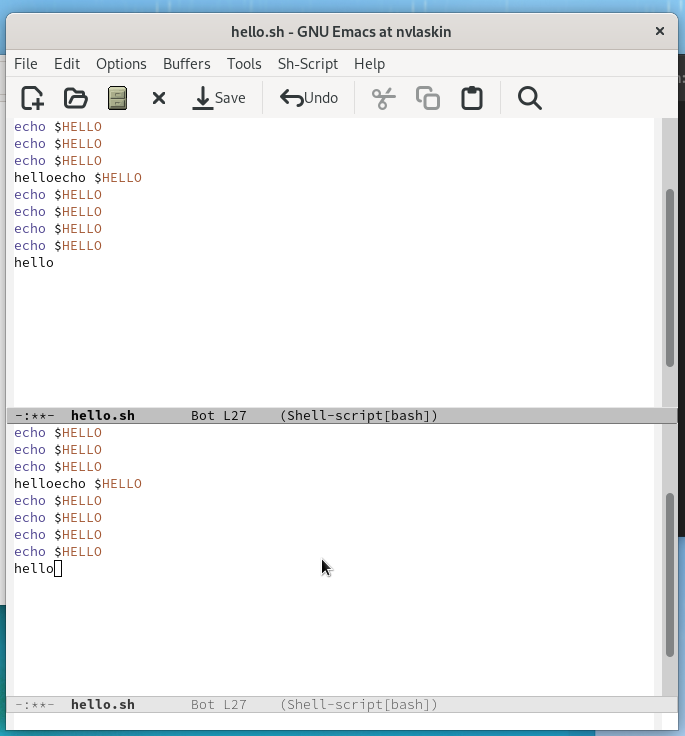 hello.sh - GNU Emacs at nvlaskin ×
File Edit Options Buffers Tools Sh-Script Help
Save Undo
echo $HELLO
echo $HELLO
echo $HELLO
helloecho $HELLO
echo $HELLO
echo $HELLO
echo $HELLO
echo $HELLO
hello
-:**- hello.sh Bot L27 (Shell-script[bash])
echo $HELLO
echo $HELLO
echo $HELLO
helloecho $HELLO
echo $HELLO
echo $HELLO
echo $HELLO
echo $HELLO
hello
-:**- hello.sh Bot L27 (Shell-script[bash])